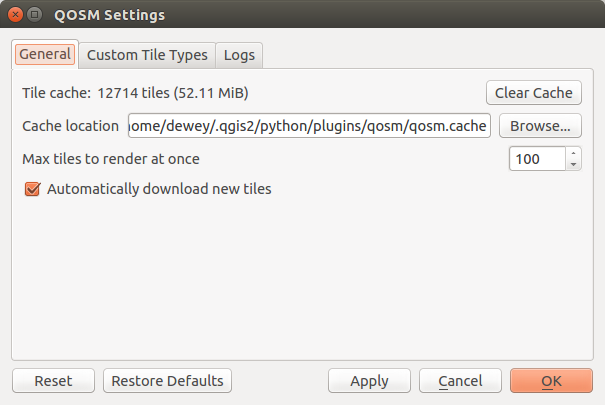 QOSM Settings
General Custom Tile Types Logs
Tile cache: 12714 tiles (52.11 MiB) Clear Cache
Cache location home/dewey/.qgis2/python/plugins/qosm/qosm.cache Browse...
Max tiles to render at once 100
Automatically download new tiles
Reset Restore Defaults Apply Cancel OK